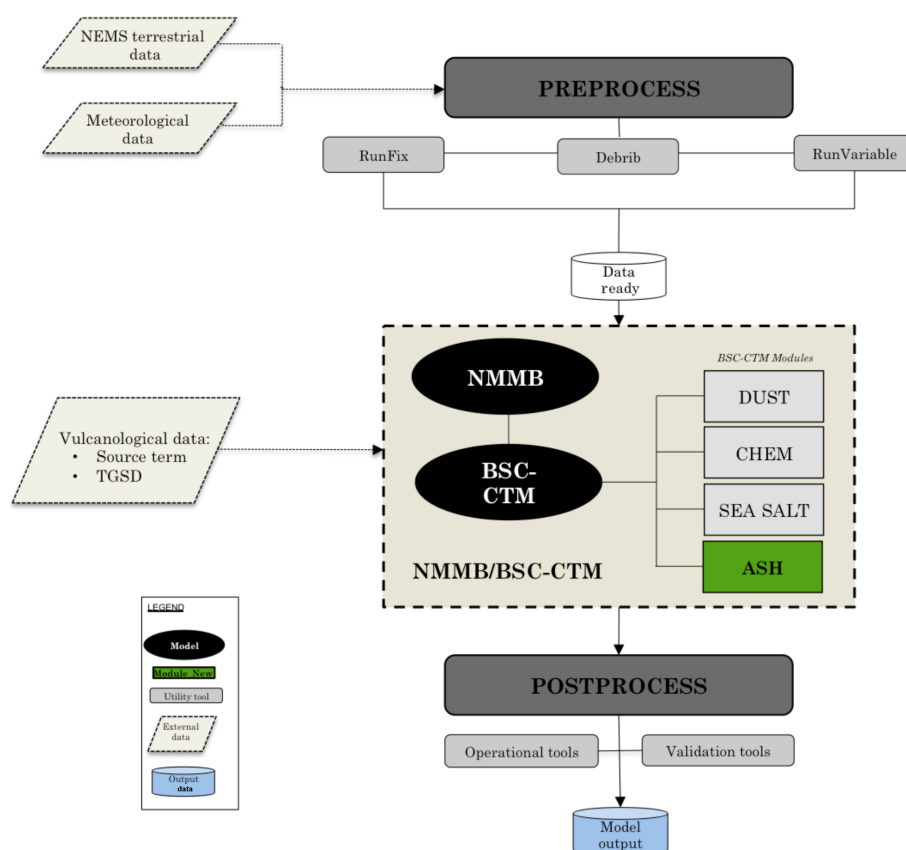 NEMS terrestrial
data
Meteorological
data
PREPROCESS
RunFix
Debrib
RunVariable
Data
ready
BSC-CTM Modules
NMMB
DUST
CHEM
Vulcanological data:
• Source term
• TGSD
BSC-
CTM
SEA SALT
ASH
NMMB/BSC-CTM
LEGEND
Model
Module New
Utility tool
External
data
Output
data
POSTPROCESS
Operational tools
Validation tools
Model
output